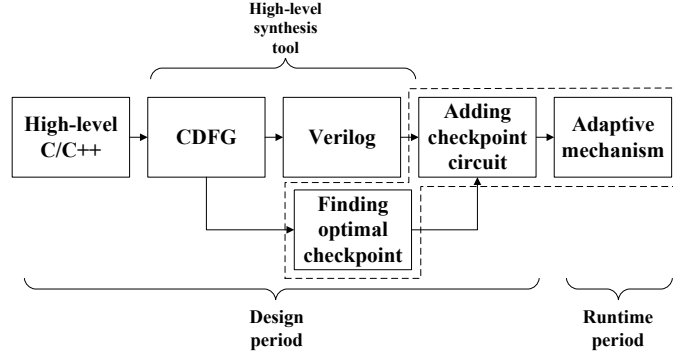 High-level
synthesis
tool
High-level
C/C++
CDFG
Verilog
Adding
checkpoint
circuit
Adaptive
mechanism
Finding
optimal
checkpoint
Design
period
Runtime
period